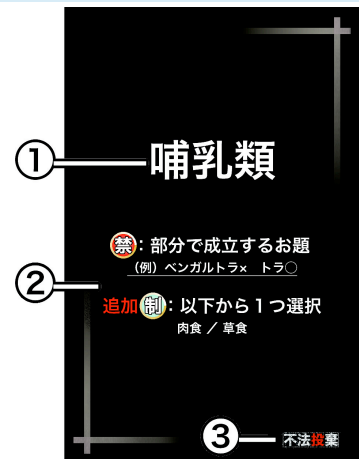 ① 哺乳類
禁：部分で成立するお題
（例）ベンガルトラ× トラ○
② 追加制：以下から１つ選択
肉食 ／ 草食
③ 不法投棄